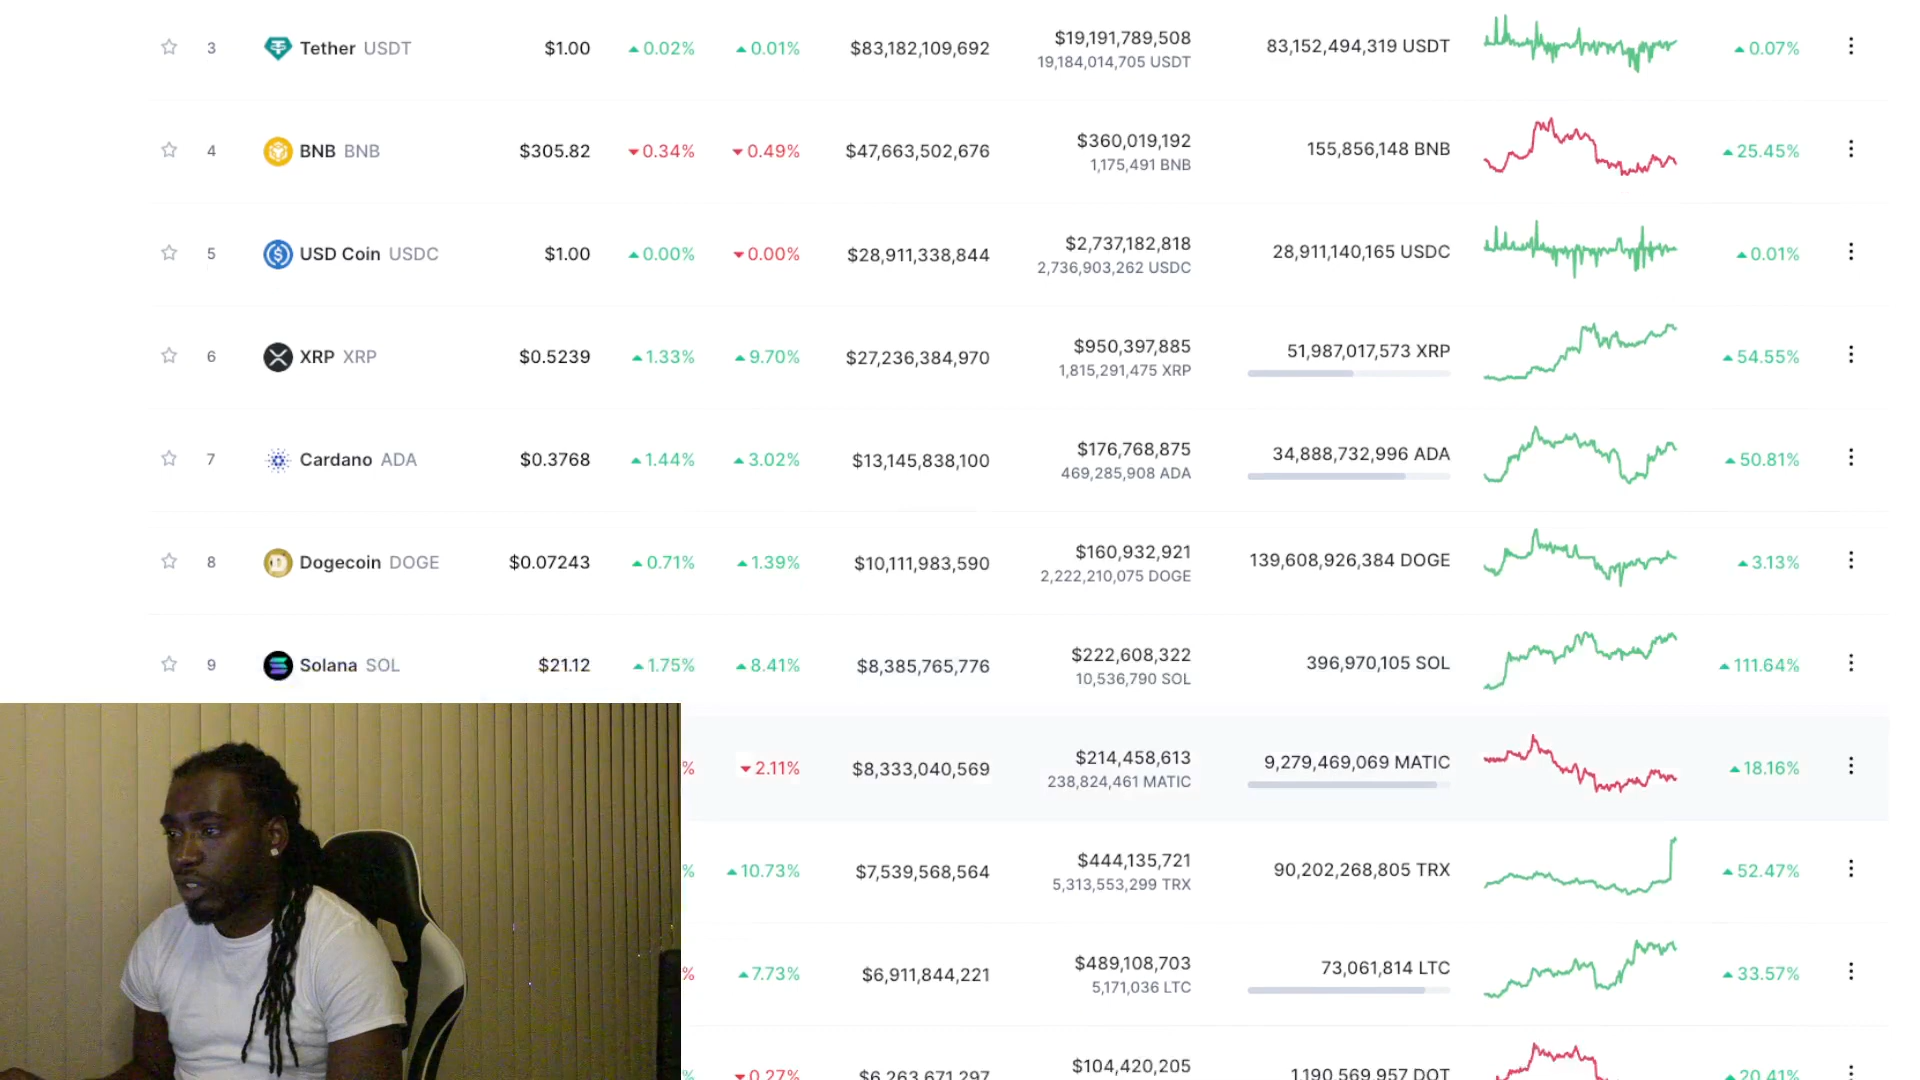 3 Tether USDT $1.00 0.02% 0.01% $83,182,109,692 $19,191,789,508 83,152,494,319 USDT 0.07%
19,184,014,705 USDT
4 BNB BNB $305.82 0.34% 0.49% $47,663,502,676 $360,019,192 155,856,148 BNB 25.45%
1,175,491 BNB
5 USD Coin USDC $1.00 0.00% 0.00% $28,911,338,844 $2,737,182,818 28,911,140,165 USDC 0.01%
2,736,903,262 USDC
6 XRP XRP $0.5239 1.33% 9.70% $27,236,384,970 $950,397,885 51,987,017,573 XRP 54.55%
1,815,291,475 XRP
7 Cardano ADA $0.3768 1.44% 3.02% $13,145,838,100 $176,768,875 34,888,732,996 ADA 50.81%
469,285,908 ADA
8 Dogecoin DOGE $0.07243 0.71% 1.39% $10,111,983,590 $160,932,921 139,608,926,384 DOGE 3.13%
2,222,210,075 DOGE
9 Solana SOL $21.12 1.75% 8.41% $8,385,765,776 $222,608,322 396,970,105 SOL 111.64%
10,536,790 SOL
% 2.11% $8,333,040,569 $214,458,613 9,279,469,069 MATIC 18.16%
238,824,461 MATIC
% 10.73% $7,539,568,564 $444,135,721 90,202,268,805 TRX 52.47%
5,313,553,299 TRX
% 7.73% $6,911,844,221 $489,108,703 73,061,814 LTC 33.57%
5,171,036 LTC
% 0.27% $6,263,671,297 $104,420,205 1,190,569,957 DOT 20.41%